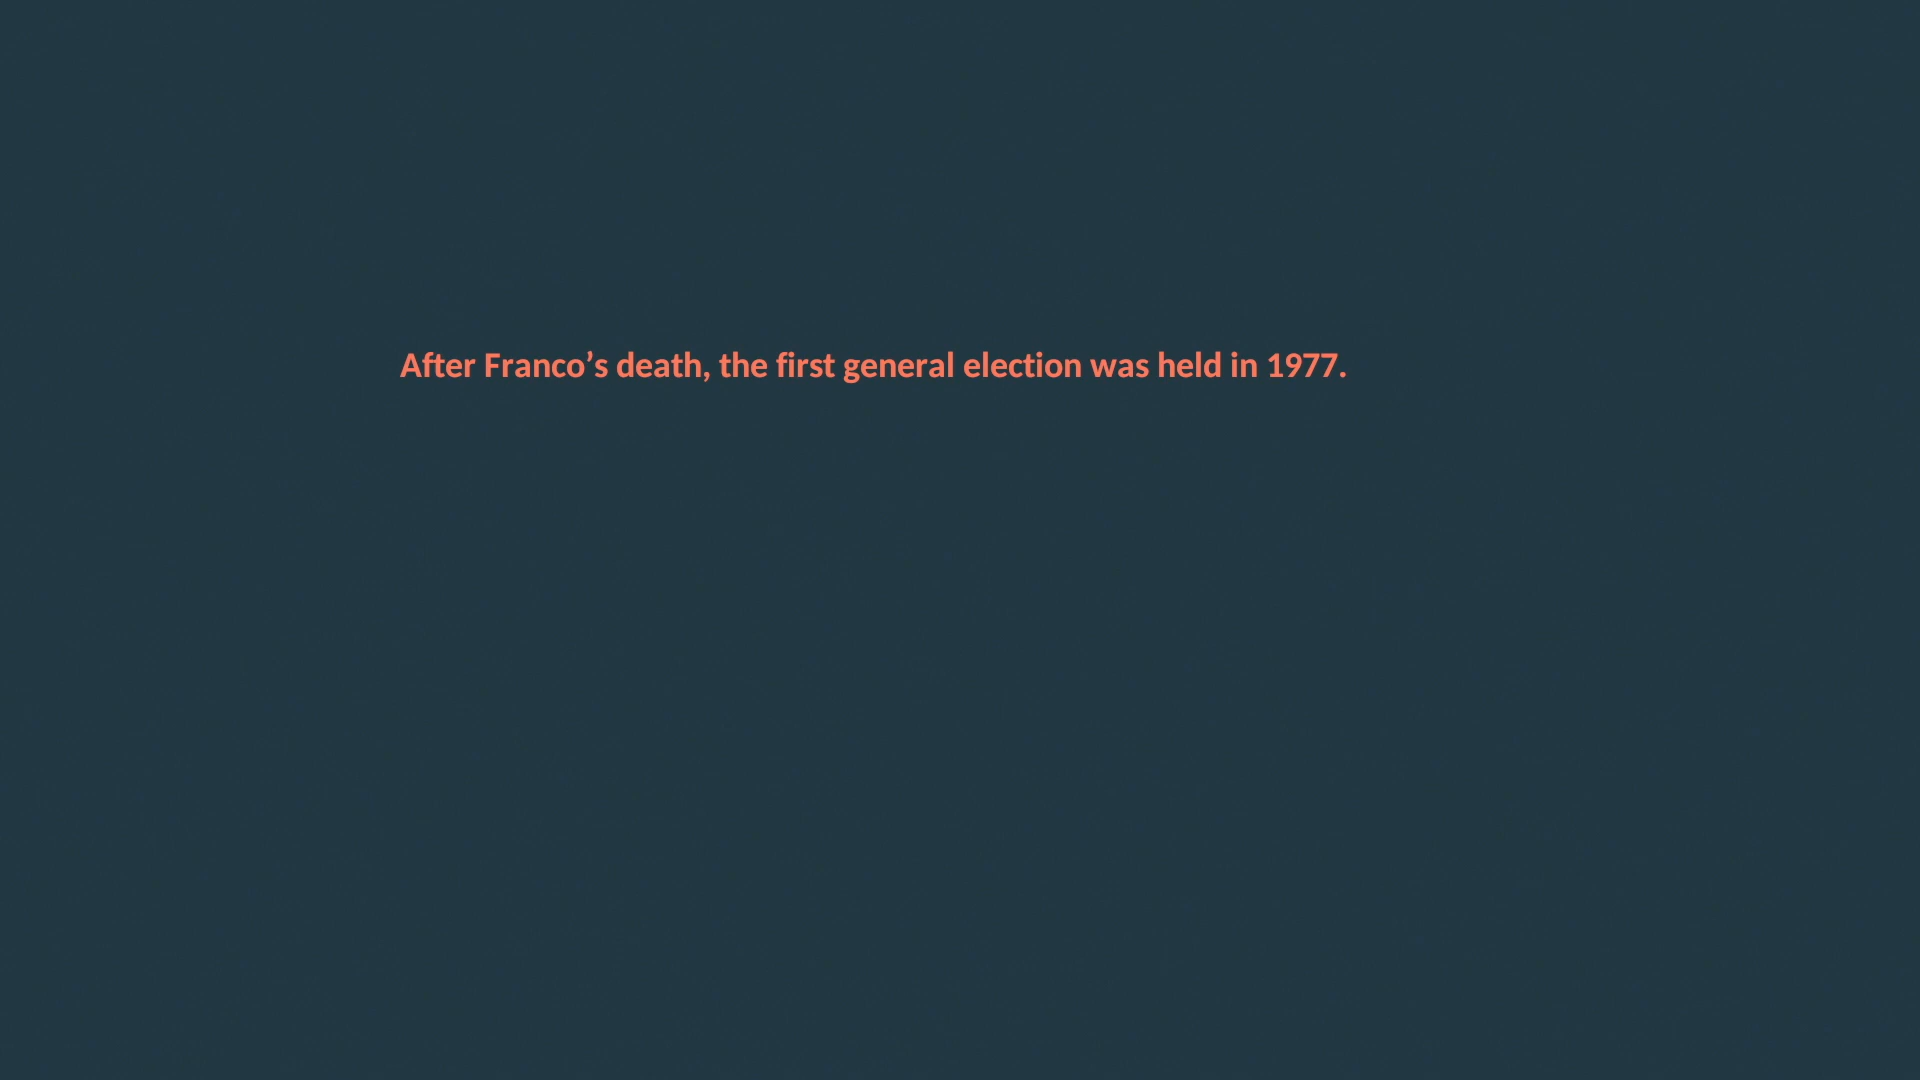 After Franco’s death, the first general election was held in 1977.